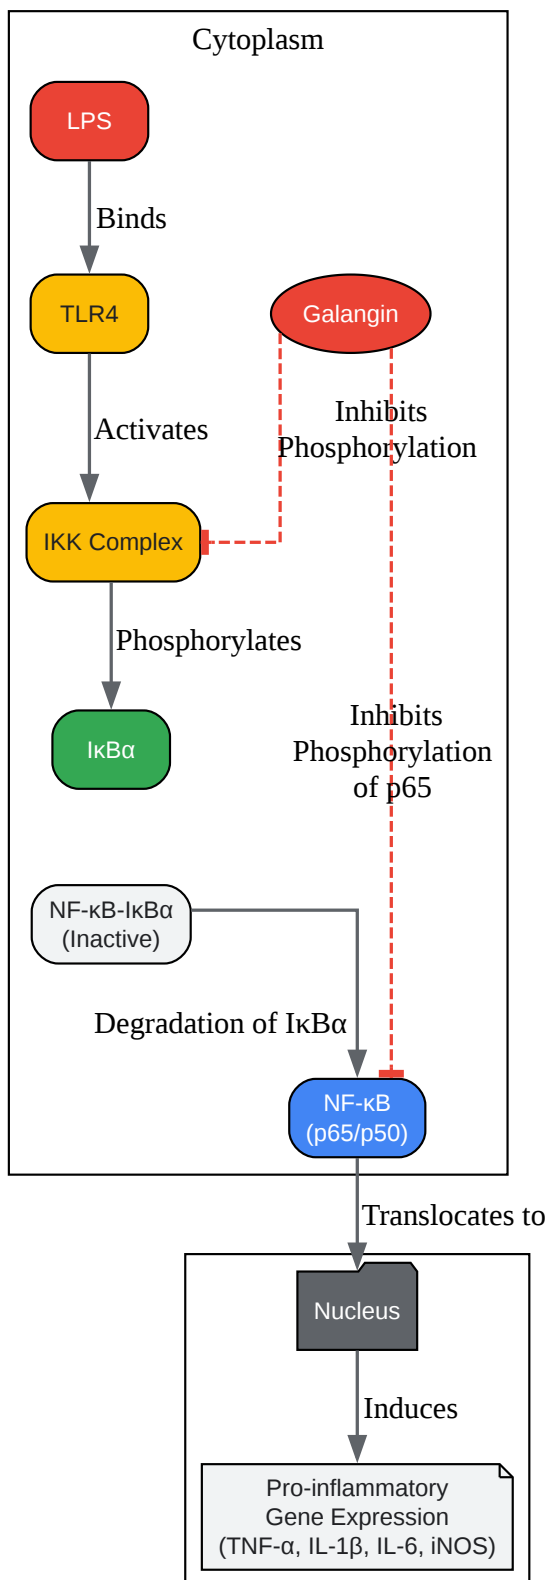 Cytoplasm
LPS
Binds
TLR4
Galangin
Inhibits
Phosphorylation
Activates
IKK Complex
Phosphorylates
IκBα
Inhibits
Phosphorylation
of p65
NF-κB-IκBα
(Inactive)
Degradation of IκBα
NF-κB
(p65/p50)
Translocates to
Nucleus
Induces
Pro-inflammatory
Gene Expression
(TNF-α, IL-1β, IL-6, iNOS)